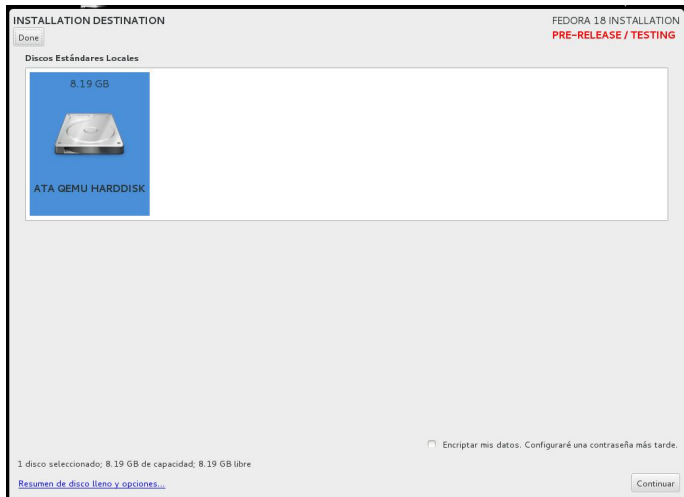 INSTALLATION DESTINATION
FEDORA 18 INSTALLATION
Done
PRE-RELEASE / TESTING
Discos Estándares Locales
8.19 GB
ATA QEMU HARDDISK
Encriptar mis datos. Configuraré una contraseña más tarde.
1 disco seleccionado; 8.19 GB de capacidad; 8.19 GB libre
Resumen de disco lleno y opciones...
Continuar